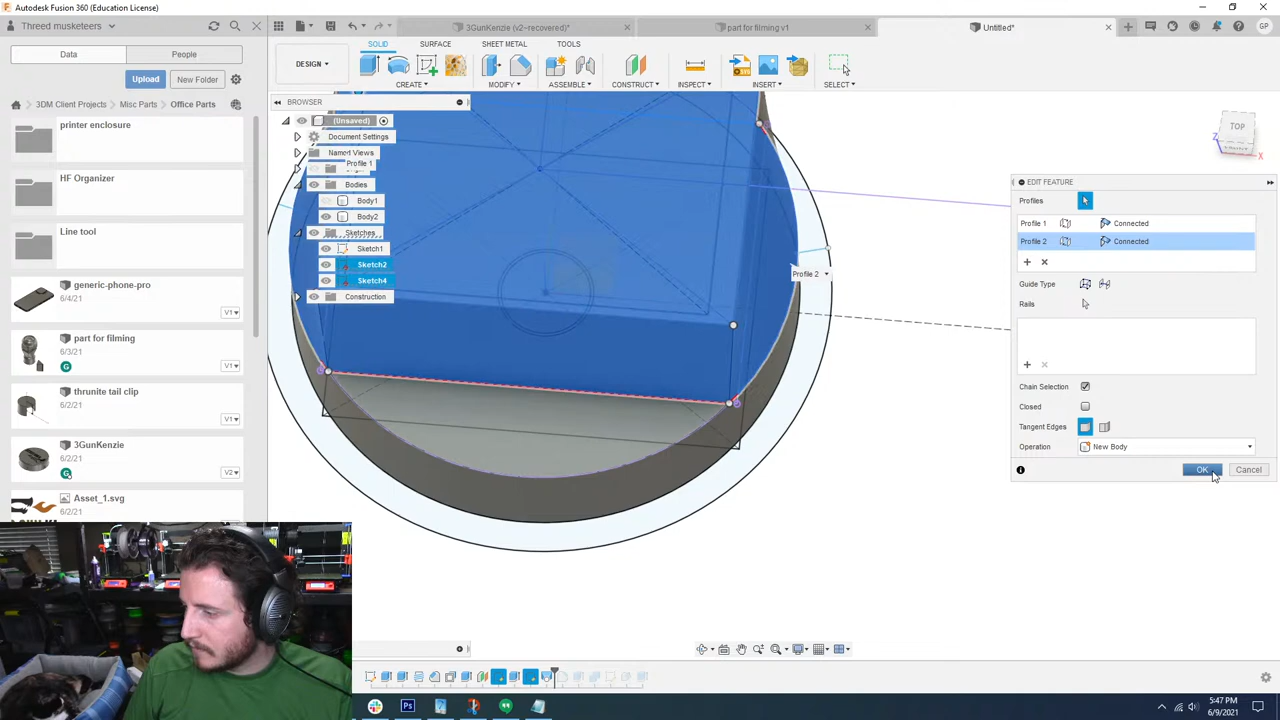 Autodesk Fusion 360 (Education License)
Threed musketeers
3GunKenzie (v2~recovered)*
part for filming v1
Untitled*
GP
Data
People
Upload
New Folder
3DM Client Projects
Misc Parts
Office Parts
printer enclosure
HF Organizer
Line tool
generic-phone-pro
6/4/21
V1
part for filming
6/3/21
G
V1
thrunite tail clip
6/2/21
V1
3GunKenzie
6/2/21
G
V2
Asset_1.svg
6/2/21
DESIGN
SOLID
SURFACE
SHEET METAL
TOOLS
CREATE
MODIFY
ASSEMBLE
CONSTRUCT
INSPECT
INSERT
SELECT
BROWSER
(Unsaved)
Document Settings
Named Views
Profile 1
Bodies
Body1
Body2
Sketches
Sketch1
Sketch2
Sketch4
Construction
Profile 2
TOP
Z
X
EDIT FEATURE
Profiles
Profile 1
Connected
Profile 2
Connected
Guide Type
Rails
Chain Selection
Closed
Tangent Edges
Operation
New Body
OK
Cancel
5:47 PM
6/9/2021